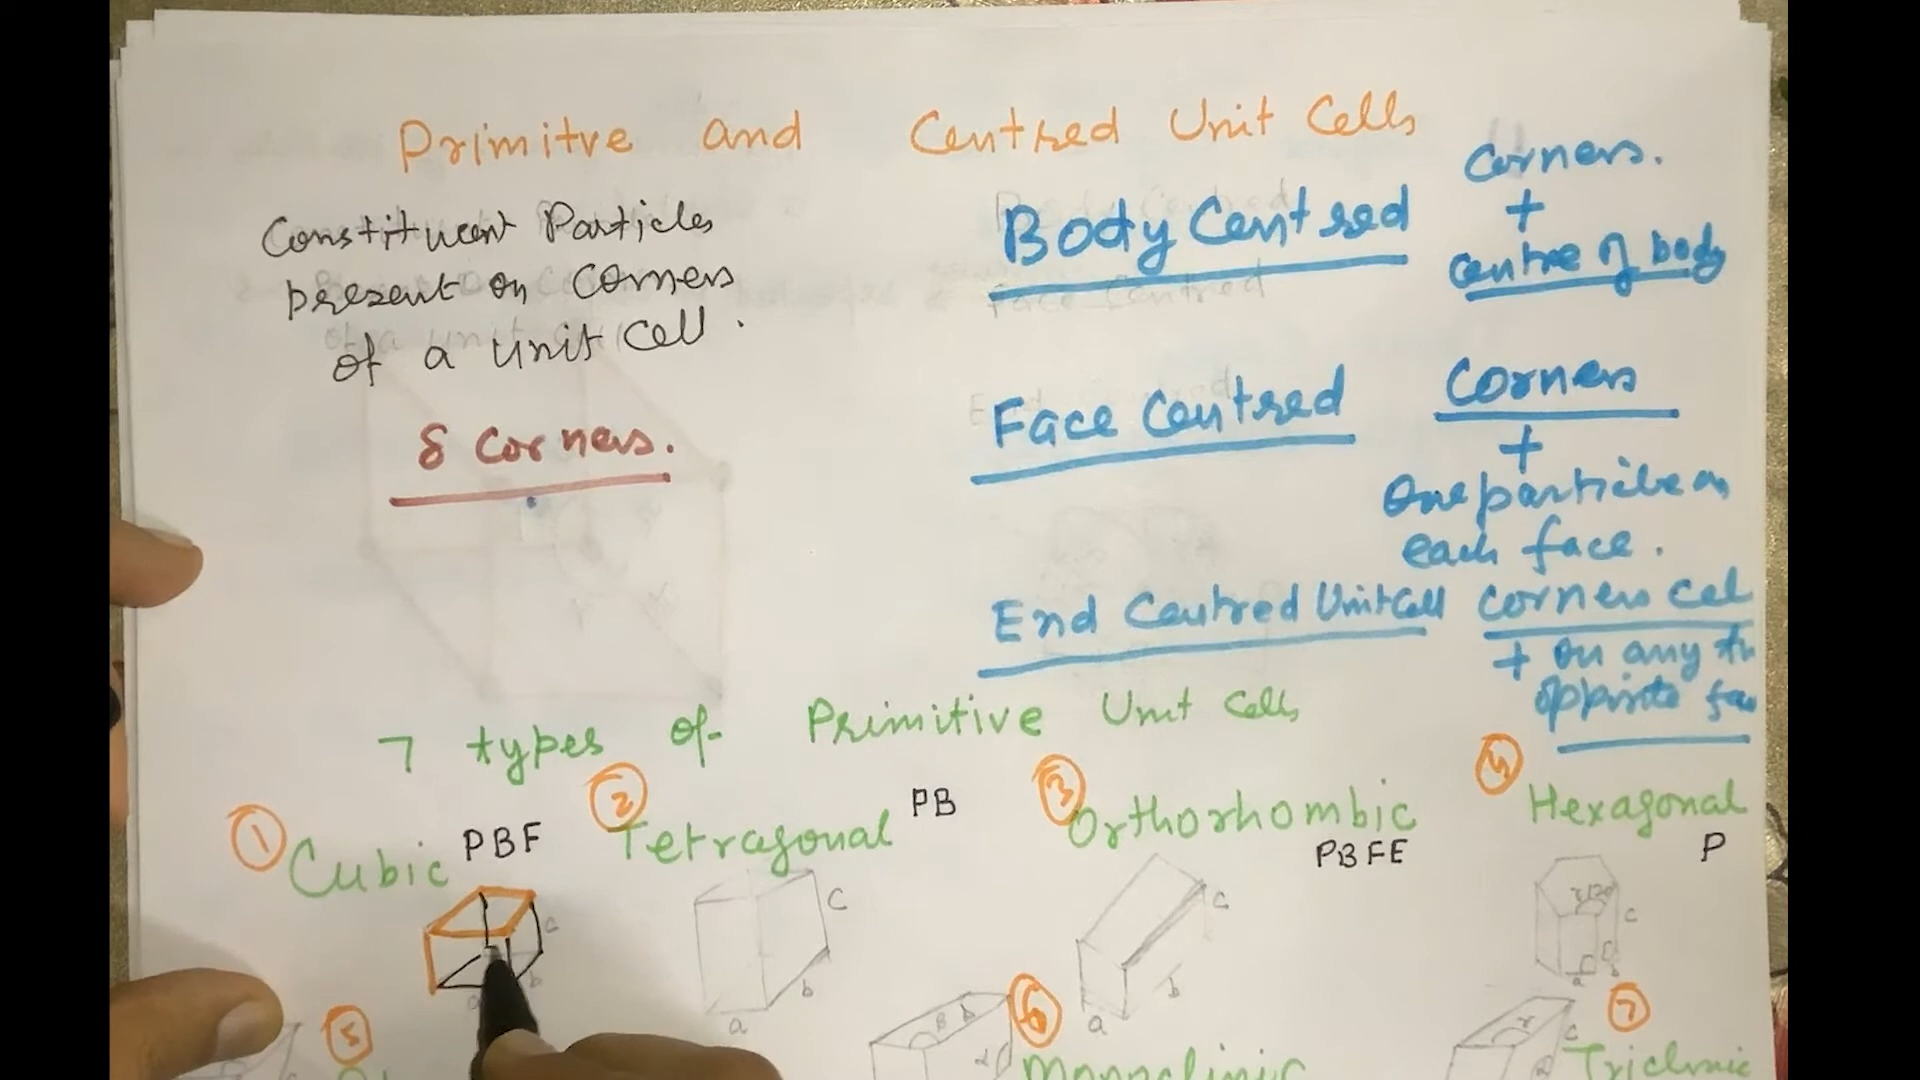 Primitve and Centred Unit Cells
Constituent Particles
present on corners
of a unit cell.
8 corners.
Body Centred
corners.
+
centre of body
Face Centred
Corners
+
One particle on
each face.
End Centred Unit Cell
corners
+ on any
opposite
7 types of Primitive Unit Cells
1 Cubic PBF
2 Tetragonal PB
3 Orthorhombic
PBFE
4 Hexagonal
P
c
b
C
b
a
c
b
a
c
a
5
6
Monoclinic
7
Triclinic